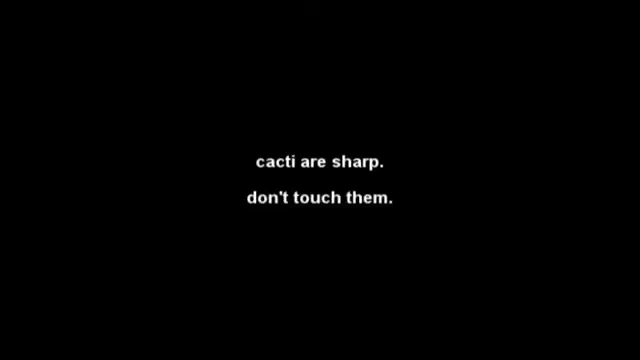 cacti are sharp.
don't touch them.